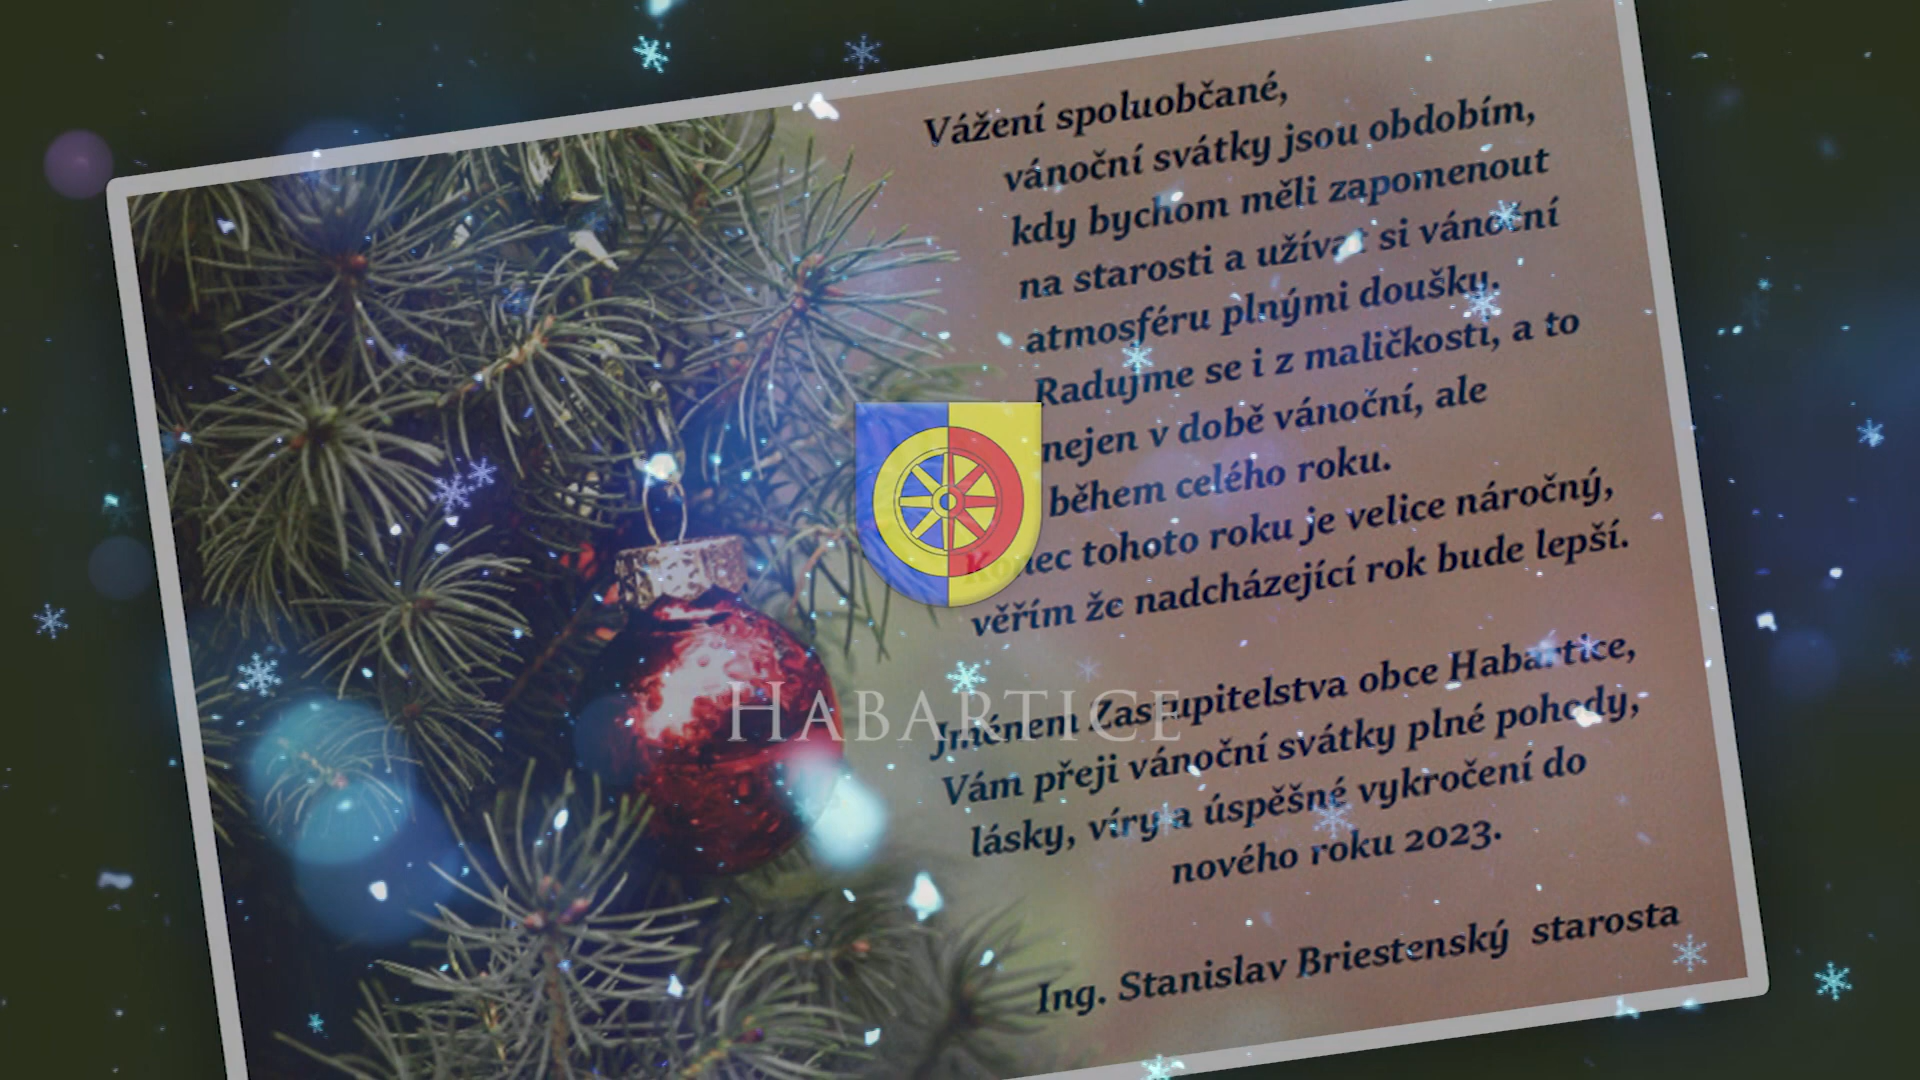 Vážení spoluobčané,
vánoční svátky jsou obdobím,
kdy bychom měli zapomenout
na starosti a užívat si vánoční
atmosféru plnými doušky.
Radujme se i z maličkostí, a to
nejen v době vánoční, ale
během celého roku.
Konec tohoto roku je velice náročný,
věřím že nadcházející rok bude lepší.
Jménem Zastupitelstva obce Habartice,
Vám přeji vánoční svátky plné pohody,
lásky, víry a úspěšné vykročení do
nového roku 2023.
Ing. Stanislav Briestenský starosta
HABARTICE